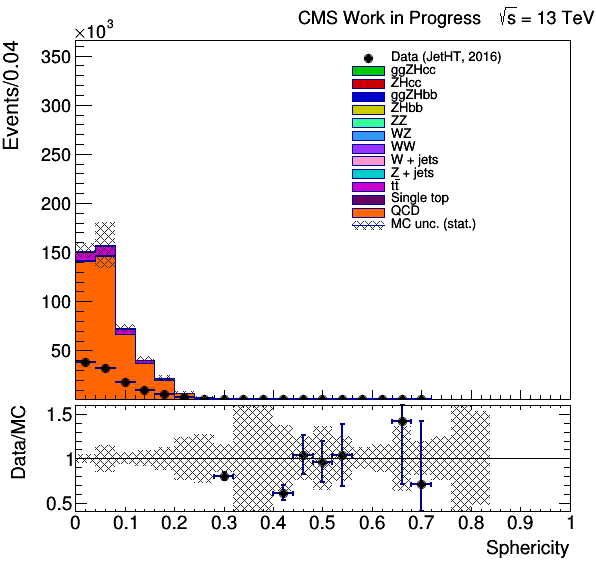 CMS Work in Progress √s = 13 TeV
×10³
Events/0.04
350
300
250
200
150
100
50
Data (JetHT, 2016)
ggZHcc
ZHcc
ggZHbb
ZHbb
ZZ
WZ
WW
W + jets
Z + jets
tt̄
Single top
QCD
MC unc. (stat.)
Data/MC
1.5
1
0.5
0 0.1 0.2 0.3 0.4 0.5 0.6 0.7 0.8 0.9 1
Sphericity